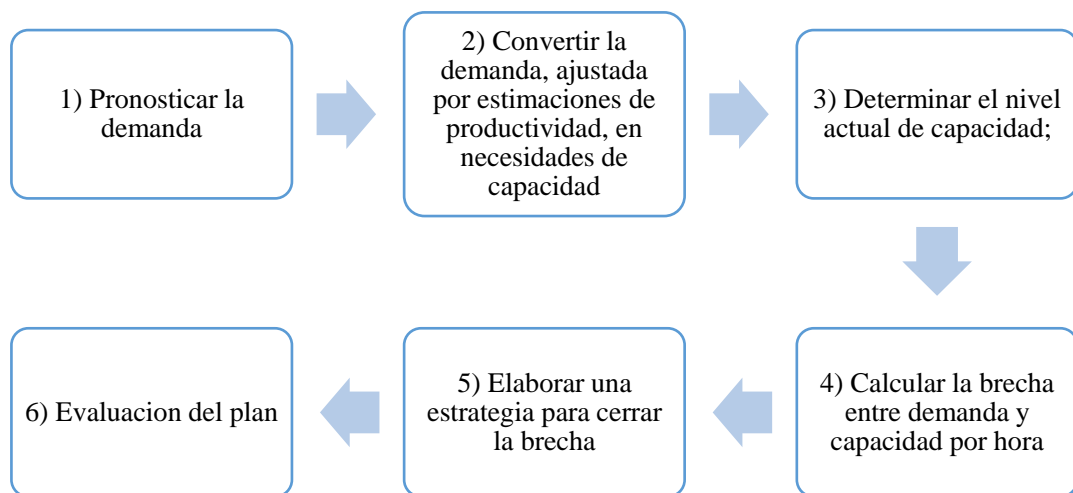 1) Pronosticar la
demanda
2) Convertir la
demanda, ajustada
por estimaciones de
productividad, en
necesidades de
capacidad
3) Determinar el nivel
actual de capacidad;
4) Calcular la brecha
entre demanda y
capacidad por hora
5) Elaborar una
estrategia para cerrar
la brecha
6) Evaluacion del plan